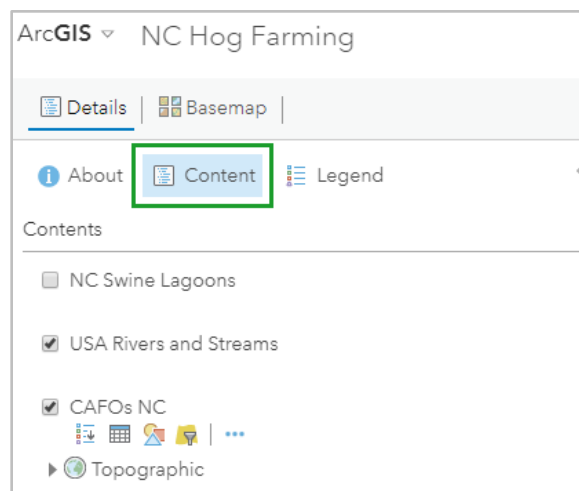 ArcGIS NC Hog Farming
Details Basemap
About Content Legend
Contents
NC Swine Lagoons
USA Rivers and Streams
CAFOs NC
Topographic